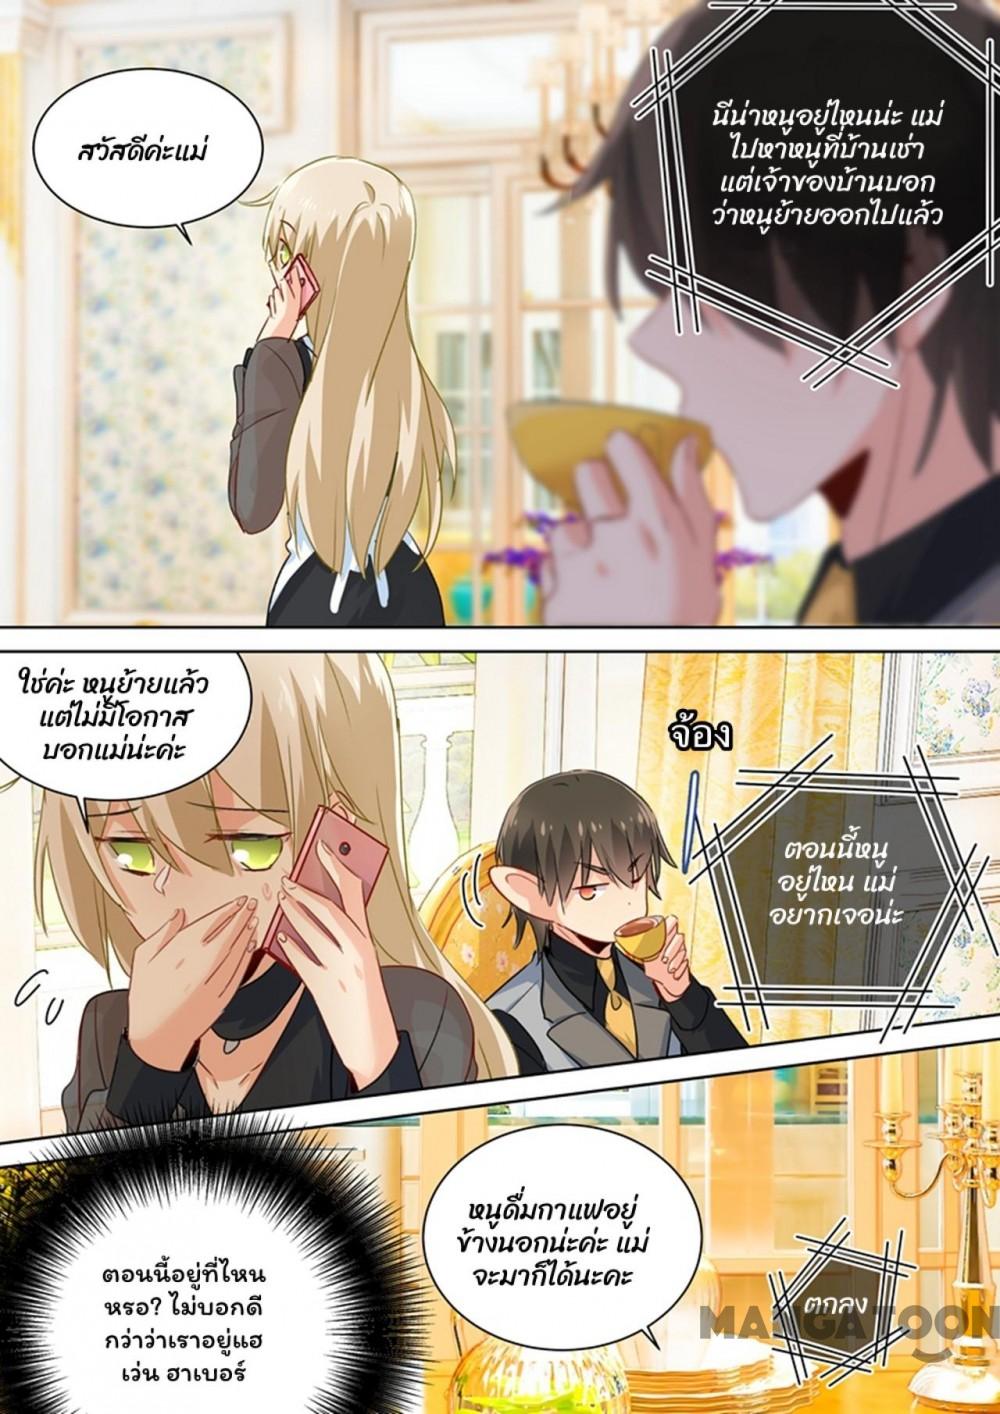 สวัสดีค่ะแม่
นีน่าหนูอยู่ไหนน่ะ แม่
ไปหาหนูที่บ้านเช่า
แต่เจ้าของบ้านบอก
ว่าหนูย้ายออกไปแล้ว
ใช่ค่ะ หนูย้ายแล้ว
แต่ไม่มีโอกาส
บอกแม่น่ะค่ะ
จ้อง
ตอนนี้หนู
อยู่ไหน แม่
อยากเจอน่ะ
ตอนนี้อยู่ที่ไหน
หรอ? ไม่บอกดี
กว่าว่าเราอยู่แฮ
เว่น ฮาเบอร์
หนูดื่มกาแฟอยู่
ข้างนอกน่ะค่ะ แม่
จะมาก็ได้นะคะ
ตกลง
MANGATOON